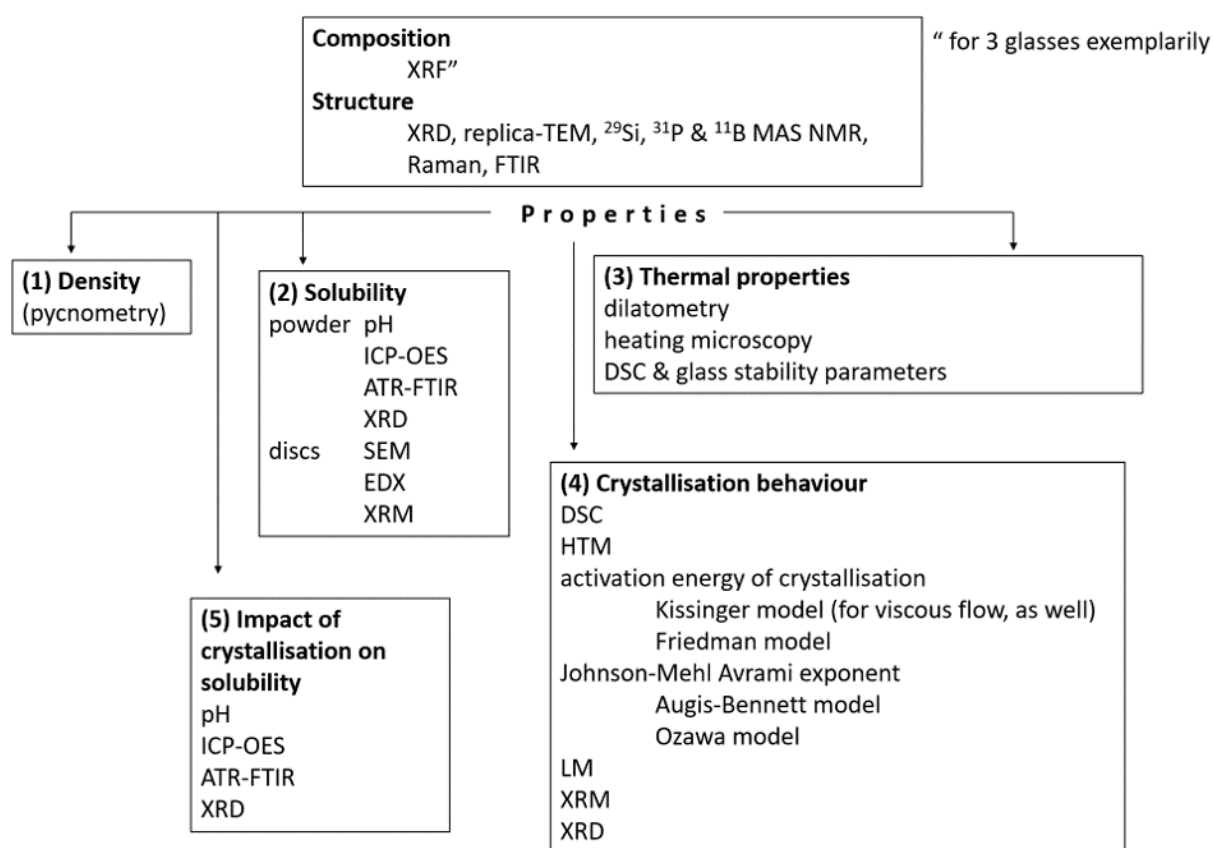 Composition
XRF”
Structure
XRD, replica-TEM, ²⁹Si, ³¹P & ¹¹B MAS NMR,
Raman, FTIR
“ for 3 glasses exemplarily
Properties
(1) Density
(pycnometry)
(2) Solubility
powder pH
ICP-OES
ATR-FTIR
XRD
discs SEM
EDX
XRM
(3) Thermal properties
dilatometry
heating microscopy
DSC & glass stability parameters
(4) Crystallisation behaviour
DSC
HTM
activation energy of crystallisation
Kissinger model (for viscous flow, as well)
Friedman model
Johnson-Mehl Avrami exponent
Augis-Bennett model
Ozawa model
LM
XRM
XRD
(5) Impact of
crystallisation on
solubility
pH
ICP-OES
ATR-FTIR
XRD